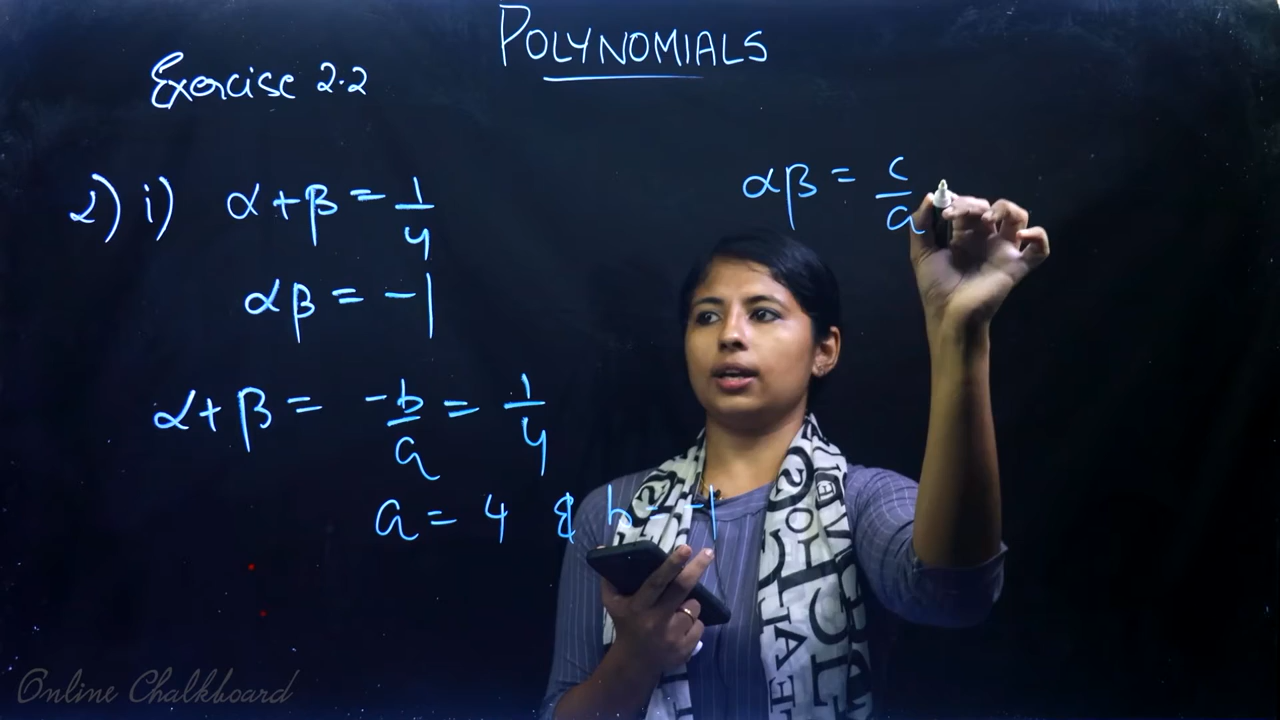 POLYNOMIALS
Exercise 2.2
2) i) α + β = 1/4
αβ = -1
α + β = -b/a = 1/4
a = 4 & b = -1
αβ = c/a
Online Chalkboard